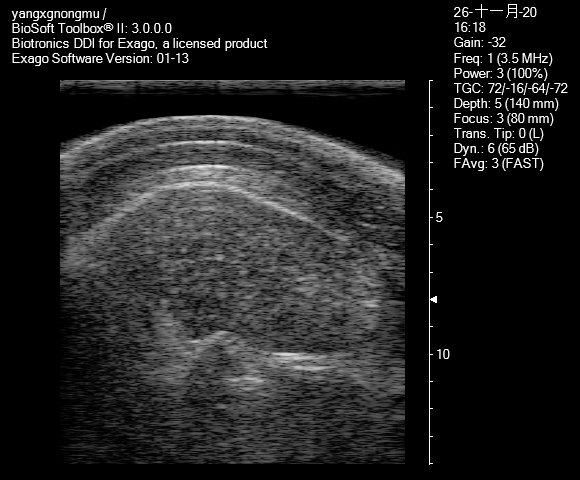 yangxgnongmu /
BioSoft Toolbox® II: 3.0.0.0
Biotronics DDI for Exago, a licensed product
Exago Software Version: 01-13
26-十一月-20
16:18
Gain: -32
Freq: 1 (3.5 MHz)
Power: 3 (100%)
TGC: 72/-16/-64/-72
Depth: 5 (140 mm)
Focus: 3 (80 mm)
Trans. Tip: 0 (L)
Dyn.: 6 (65 dB)
FAvg: 3 (FAST)
5
10